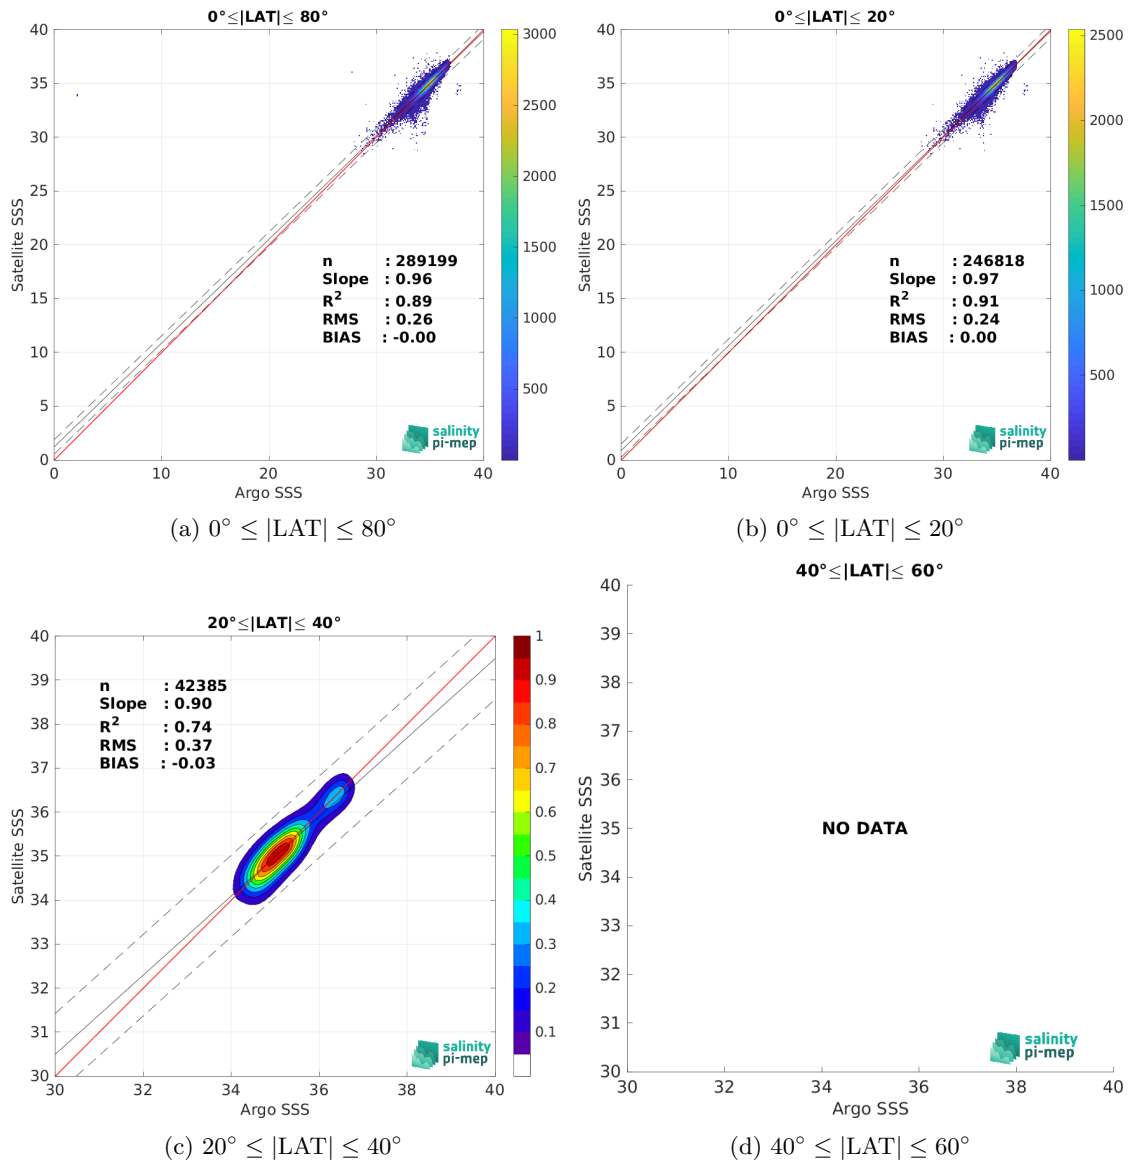 0°≤|LAT|≤ 80°
40
35
30
25
20
15
10
5
0
Satellite SSS
n : 289199
Slope : 0.96
R² : 0.89
RMS : 0.26
BIAS : -0.00
salinity
pi-mep
0 10 20 30 40
Argo SSS
3000
2500
2000
1500
1000
500
(a) 0° ≤ |LAT| ≤ 80°
0°≤|LAT|≤ 20°
40
35
30
25
20
15
10
5
0
Satellite SSS
n : 246818
Slope : 0.97
R² : 0.91
RMS : 0.24
BIAS : 0.00
salinity
pi-mep
0 10 20 30 40
Argo SSS
2500
2000
1500
1000
500
(b) 0° ≤ |LAT| ≤ 20°
20°≤|LAT|≤ 40°
40
39
38
37
36
35
34
33
32
31
30
Satellite SSS
n : 42385
Slope : 0.90
R² : 0.74
RMS : 0.37
BIAS : -0.03
salinity
pi-mep
30 32 34 36 38 40
Argo SSS
1
0.9
0.8
0.7
0.6
0.5
0.4
0.3
0.2
0.1
(c) 20° ≤ |LAT| ≤ 40°
40°≤|LAT|≤ 60°
40
39
38
37
36
35
34
33
32
31
30
Satellite SSS
NO DATA
salinity
pi-mep
30 32 34 36 38 40
Argo SSS
(d) 40° ≤ |LAT| ≤ 60°